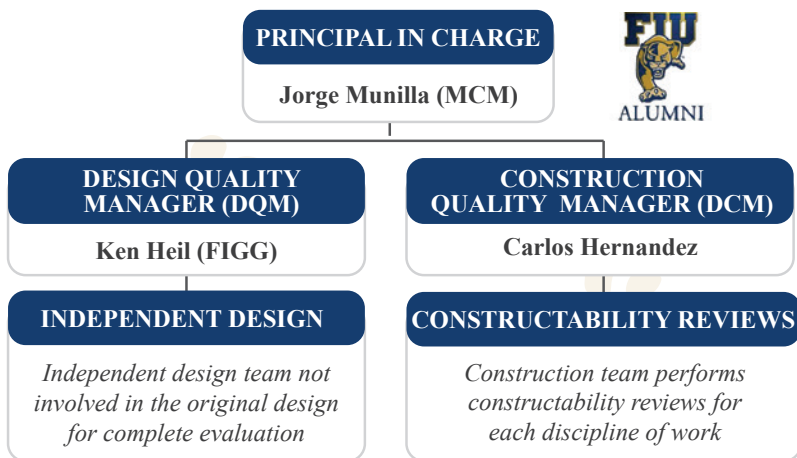 PRINCIPAL IN CHARGE
Jorge Munilla (MCM)
FIU
ALUMNI
DESIGN QUALITY
MANAGER (DQM)
Ken Heil (FIGG)
CONSTRUCTION
QUALITY MANAGER (DCM)
Carlos Hernandez
INDEPENDENT DESIGN
Independent design team not
involved in the original design
for complete evaluation
CONSTRUCTABILITY REVIEWS
Construction team performs
constructability reviews for
each discipline of work